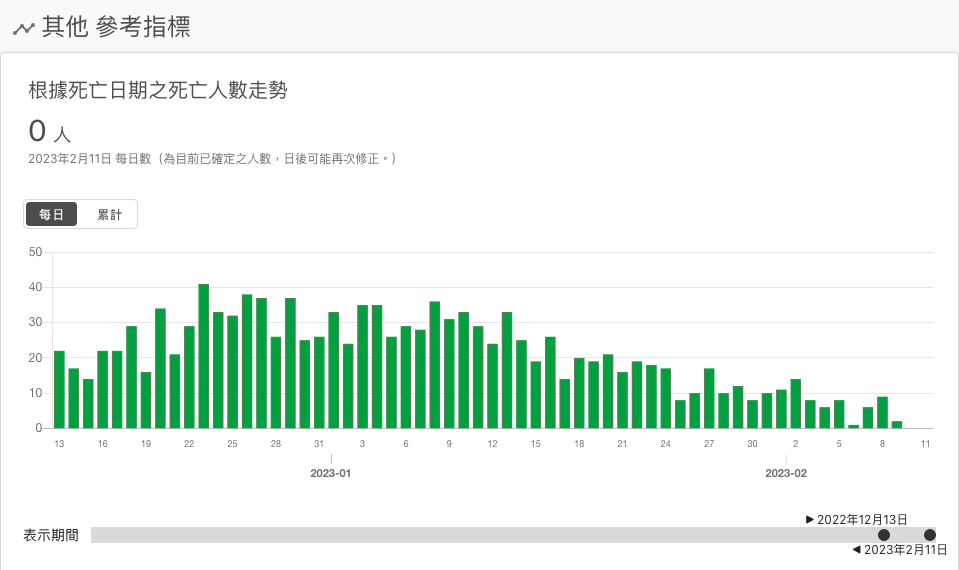 其他 參考指標
根據死亡日期之死亡人數走勢
0 人
2023年2月11日 每日數（為目前已確定之人數，日後可能再次修正。）
每日 累計
50
40
30
20
10
0
13 16 19 22 25 28 31 3 6 9 12 15 18 21 24 27 30 2 5 8 11
2023-01 2023-02
▶ 2022年12月13日
表示期間
◀ 2023年2月11日